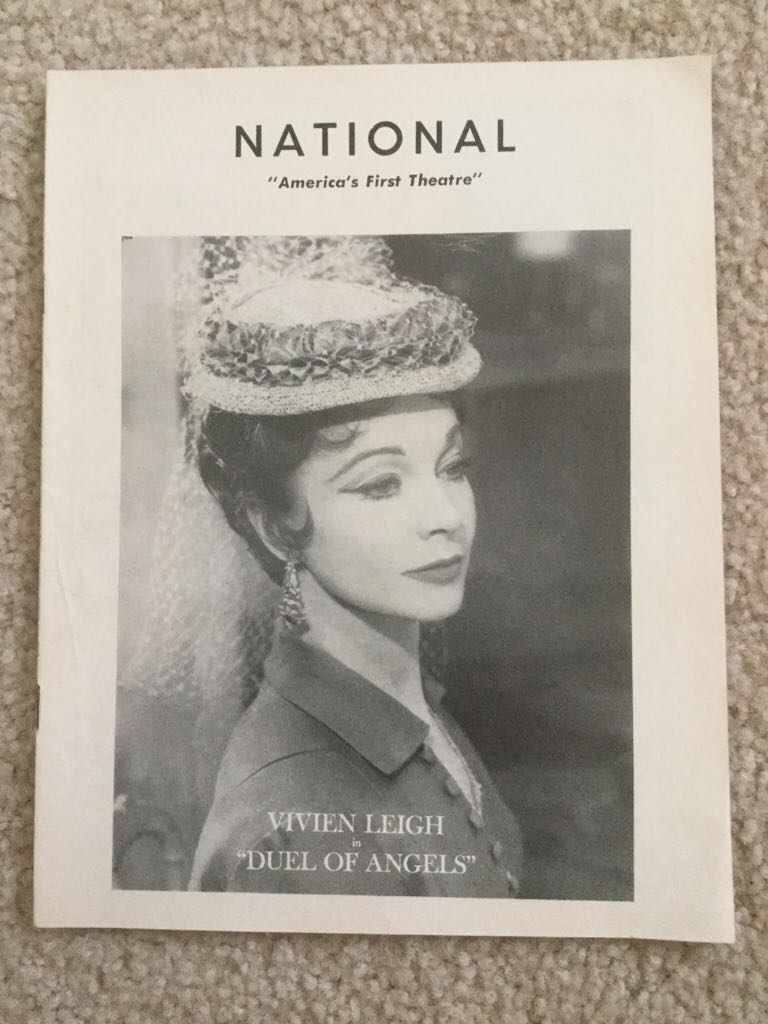 NATIONAL
"America's First Theatre"
VIVIEN LEIGH
in
"DUEL OF ANGELS"